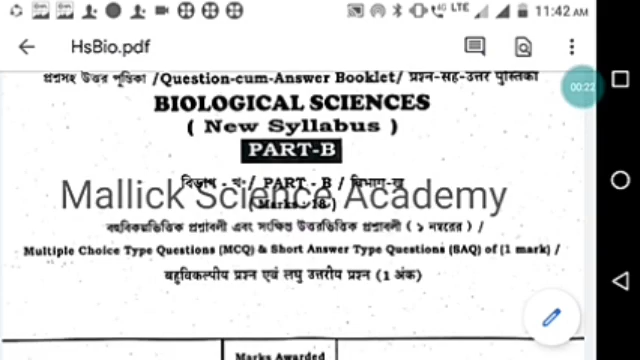 11:42 AM
HsBio.pdf
প্রশ্নসহ উত্তর পুস্তিকা /Question-cum-Answer Booklet/ प्रश्न-सह-उत्तर पुस्तिका
00:22
BIOLOGICAL SCIENCES
( New Syllabus )
PART-B
বিভাগ - খ / PART - B / विभाग-ख
Mallick Science Academy
( Marks : 18 )
বহুবিকল্পভিত্তিক প্রশ্নাবলী এবং সংক্ষিপ্ত উত্তরভিত্তিক প্রশ্নাবলী ( ১ নম্বরের ) /
Multiple Choice Type Questions (MCQ) & Short Answer Type Questions (SAQ) of (1 mark) /
बहुविकल्पीय प्रश्न एवं लघु उत्तरीय प्रश्न (1 अंक)
Marks Awarded